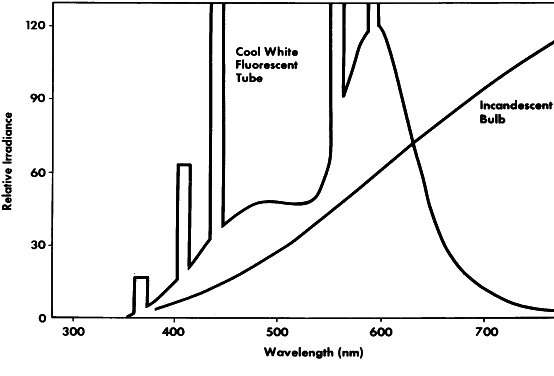 120
90
60
30
0
Relative Irradiance
Cool White
Fluorescent
Tube
Incandescent
Bulb
300 400 500 600 700
Wavelength (nm)